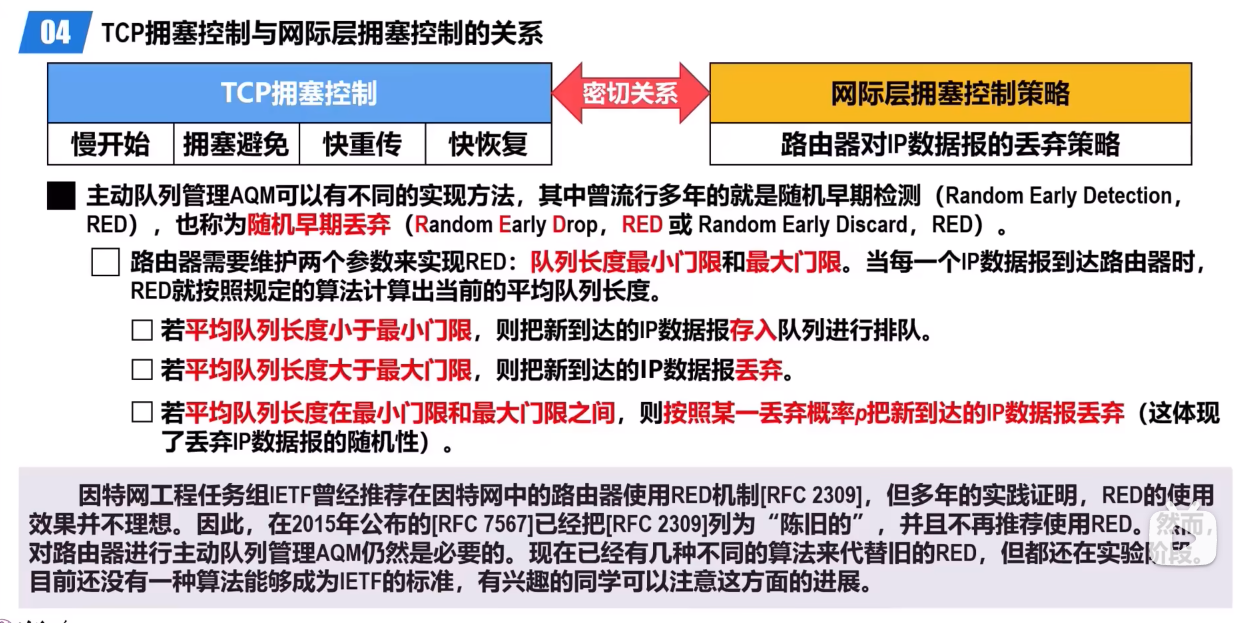 04 TCP拥塞控制与网际层拥塞控制的关系
TCP拥塞控制 密切关系 网际层拥塞控制策略
慢开始 拥塞避免 快重传 快恢复 路由器对IP数据报的丢弃策略
主动队列管理AQM可以有不同的实现方法，其中曾流行多年的就是随机早期检测（Random Early Detection，
RED），也称为随机早期丢弃（Random Early Drop，RED 或 Random Early Discard，RED）。
路由器需要维护两个参数来实现RED：队列长度最小门限和最大门限。当每一个IP数据报到达路由器时，
RED就按照规定的算法计算出当前的平均队列长度。
若平均队列长度小于最小门限，则把新到达的IP数据报存入队列进行排队。
若平均队列长度大于最大门限，则把新到达的IP数据报丢弃。
若平均队列长度在最小门限和最大门限之间，则按照某一丢弃概率p把新到达的IP数据报丢弃（这体现
了丢弃IP数据报的随机性）。
因特网工程任务组IETF曾经推荐在因特网中的路由器使用RED机制[RFC 2309]，但多年的实践证明，RED的使用
效果并不理想。因此，在2015年公布的[RFC 7567]已经把[RFC 2309]列为“陈旧的”，并且不再推荐使用RED。然而，
对路由器进行主动队列管理AQM仍然是必要的。现在已经有几种不同的算法来代替旧的RED，但都还在实验阶段。
目前还没有一种算法能够成为IETF的标准，有兴趣的同学可以注意这方面的进展。